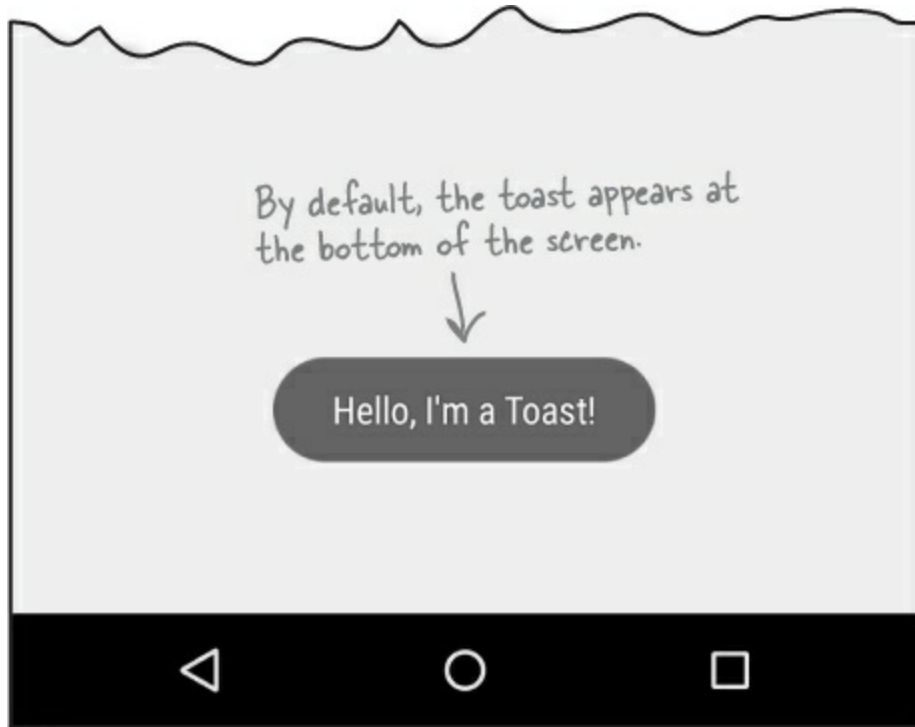 By default, the toast appears at
the bottom of the screen.
Hello, I'm a Toast!